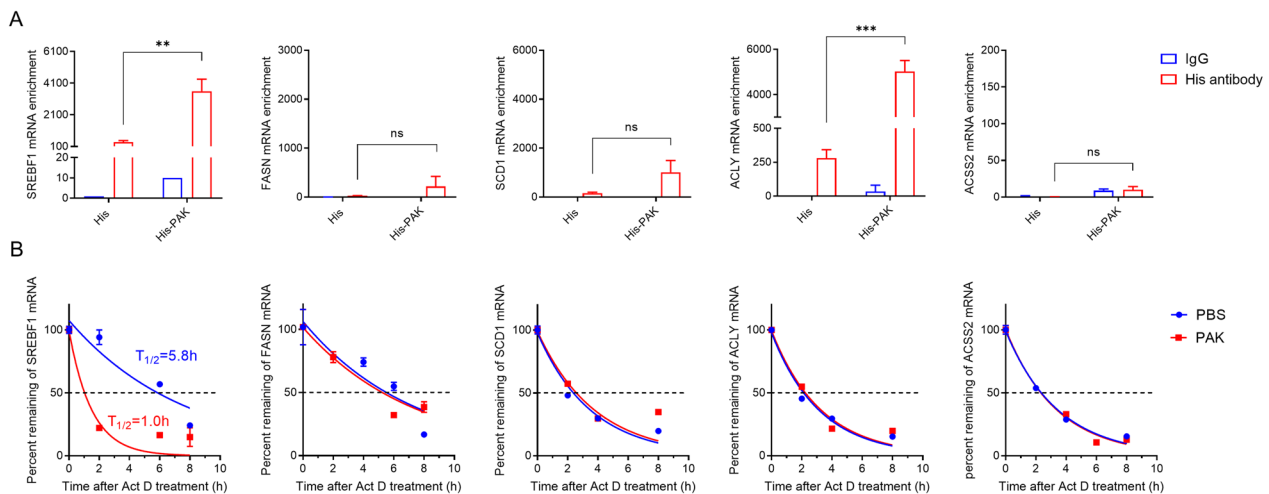 A
SREBF1 mRNA enrichment
6100
4100
2100
100
10
0
**
His
His-PAK
FASN mRNA enrichment
3000
2000
1000
0
ns
His
His-PAK
SCD1 mRNA enrichment
6000
4000
2000
0
ns
His
His-PAK
ACLY mRNA enrichment
6000
4000
2000
500
250
0
***
His
His-PAK
ACSS2 mRNA enrichment
200
150
100
50
0
ns
His
His-PAK
IgG
His antibody
B
Percent remaining of SREBF1 mRNA
100
50
0
T1/2=5.8h
T1/2=1.0h
0 2 4 6 8 10
Time after Act D treatment (h)
Percent remaining of FASN mRNA
100
50
0
0 2 4 6 8 10
Time after Act D treatment (h)
Percent remaining of SCD1 mRNA
100
50
0
0 2 4 6 8 10
Time after Act D treatment (h)
Percent remaining of ACLY mRNA
100
50
0
0 2 4 6 8 10
Time after Act D treatment (h)
percent remaining of ACSS2 mRNA
100
50
0
0 2 4 6 8 10
Time after Act D treatment (h)
PBS
PAK